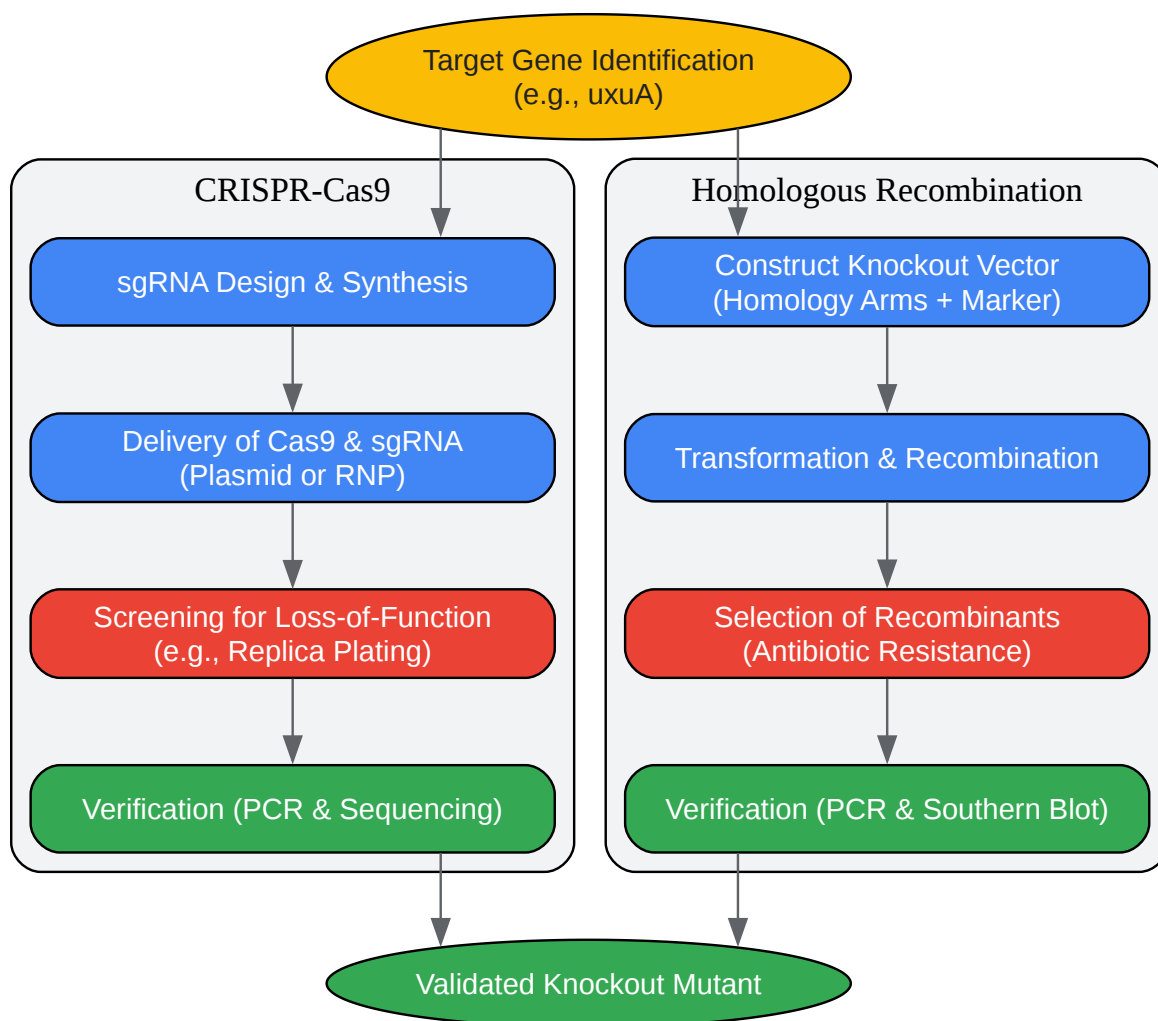 Target Gene Identification
(e.g., uxuA)
CRISPR-Cas9
sgRNA Design & Synthesis
Delivery of Cas9 & sgRNA
(Plasmid or RNP)
Screening for Loss-of-Function
(e.g., Replica Plating)
Verification (PCR & Sequencing)
Homologous Recombination
Construct Knockout Vector
(Homology Arms + Marker)
Transformation & Recombination
Selection of Recombinants
(Antibiotic Resistance)
Verification (PCR & Southern Blot)
Validated Knockout Mutant